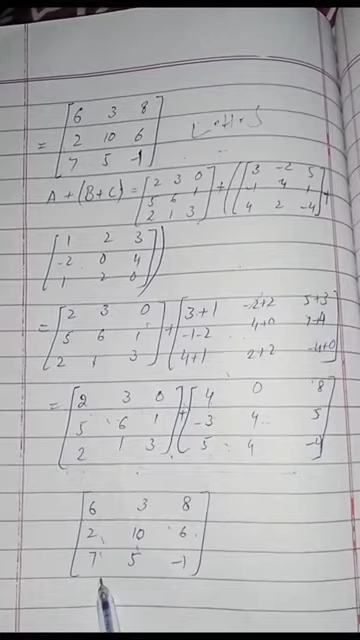 = [6 3 8
2 10 6
7 5 -1] L.H.S
A + (B+C) = [2 3 0
5 6 1
2 1 3] + ([3 -2 5
-1 4 1
4 2 -4] +
[1 2 3
-2 0 4
1 2 0])
= [2 3 0
5 6 1
2 1 3] + [3+1 -2+2 5+3
-1-2 4+0 1+4
4+1 2+2 -4+0]
= [2 3 0
5 6 1
2 1 3] + [4 0 8
-3 4 5
5 4 -4]
[6 3 8
2 10 6
7 5 -1]